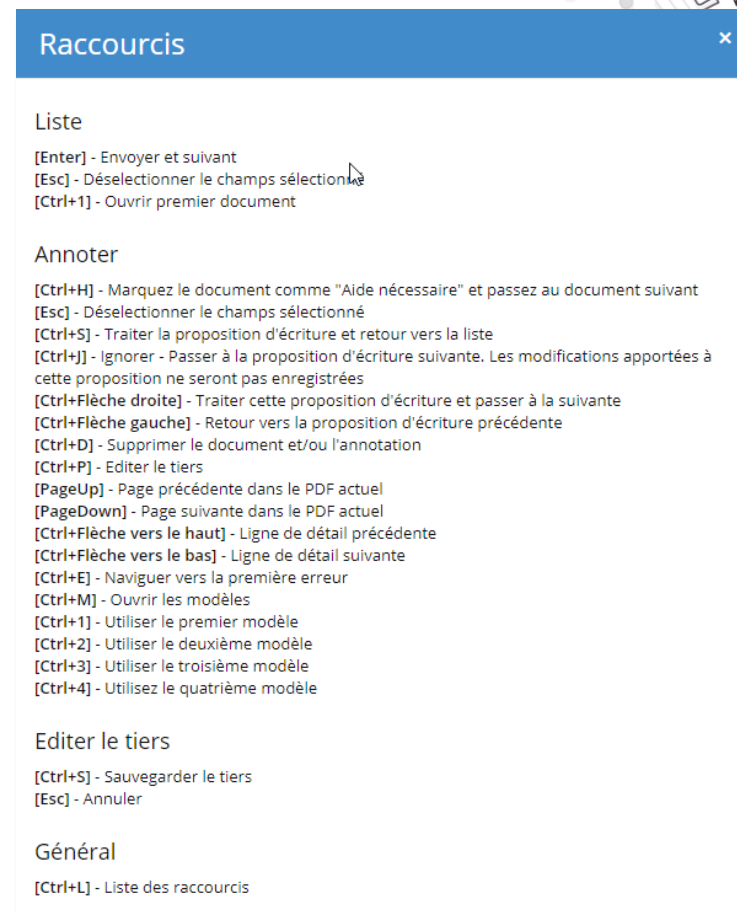 Raccourcis
×
Liste
[Enter] - Envoyer et suivant
[Esc] - Déselectionner le champs sélectionné
[Ctrl+1] - Ouvrir premier document
Annoter
[Ctrl+H] - Marquez le document comme "Aide nécessaire" et passez au document suivant
[Esc] - Déselectionner le champs sélectionné
[Ctrl+S] - Traiter la proposition d'écriture et retour vers la liste
[Ctrl+J] - Ignorer - Passer à la proposition d'écriture suivante. Les modifications apportées à
cette proposition ne seront pas enregistrées
[Ctrl+Flèche droite] - Traiter cette proposition d'écriture et passer à la suivante
[Ctrl+Flèche gauche] - Retour vers la proposition d'écriture précédente
[Ctrl+D] - Supprimer le document et/ou l'annotation
[Ctrl+P] - Editer le tiers
[PageUp] - Page précédente dans le PDF actuel
[PageDown] - Page suivante dans le PDF actuel
[Ctrl+Flèche vers le haut] - Ligne de détail précédente
[Ctrl+Flèche vers le bas] - Ligne de détail suivante
[Ctrl+E] - Naviguer vers la première erreur
[Ctrl+M] - Ouvrir les modèles
[Ctrl+1] - Utiliser le premier modèle
[Ctrl+2] - Utiliser le deuxième modèle
[Ctrl+3] - Utiliser le troisième modèle
[Ctrl+4] - Utilisez le quatrième modèle
Editer le tiers
[Ctrl+S] - Sauvegarder le tiers
[Esc] - Annuler
Général
[Ctrl+L] - Liste des raccourcis